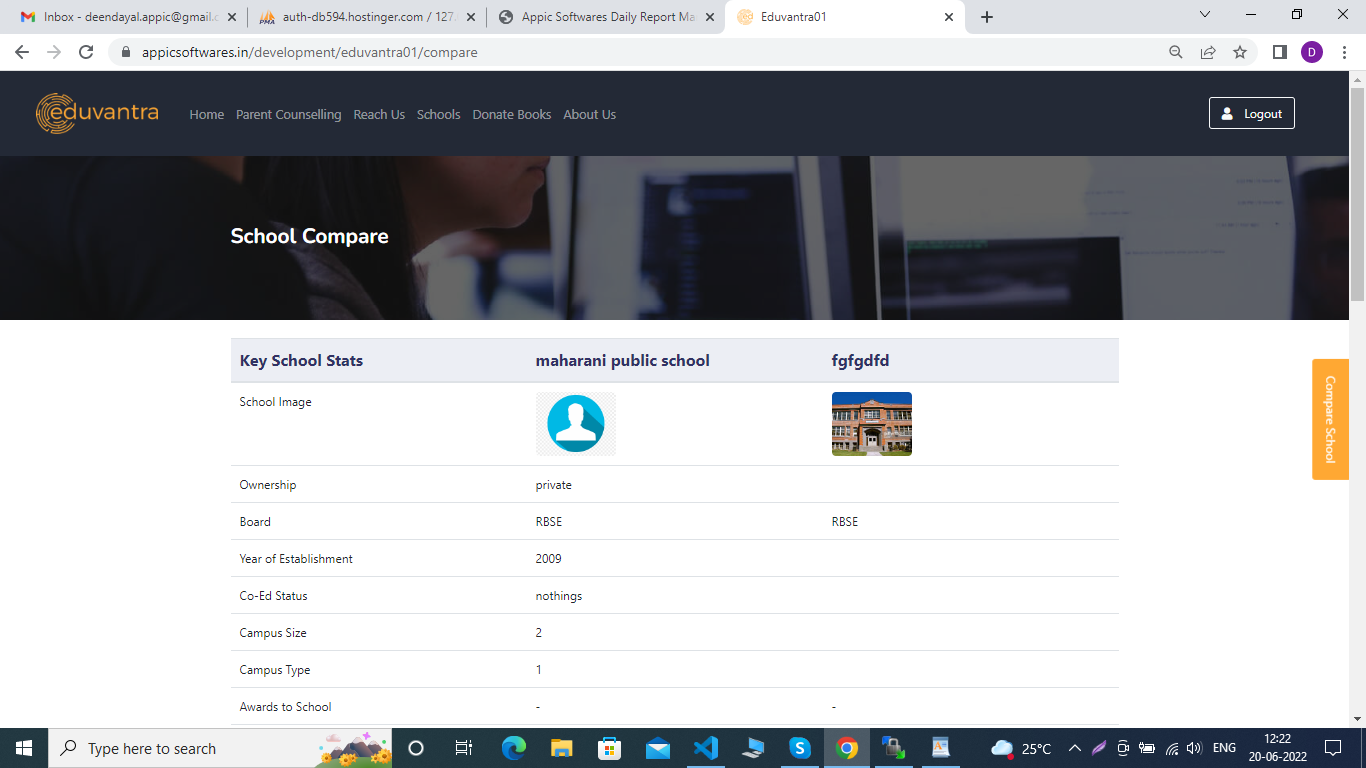 Inbox - deendayal.appic@gmail.c
auth-db594.hostinger.com / 127.
Appic Softwares Daily Report Ma
Eduvantra01
appicsoftwares.in/development/eduvantra01/compare
D
eduvantra
Home Parent Counselling Reach Us Schools Donate Books About Us
Logout
School Compare
Key School Stats maharani public school fgfgdfd
School Image
Ownership private
Board RBSE RBSE
Year of Establishment 2009
Co-Ed Status nothings
Campus Size 2
Campus Type 1
Awards to School - -
Compare School
Type here to search
25°C
ENG
12:22
20-06-2022